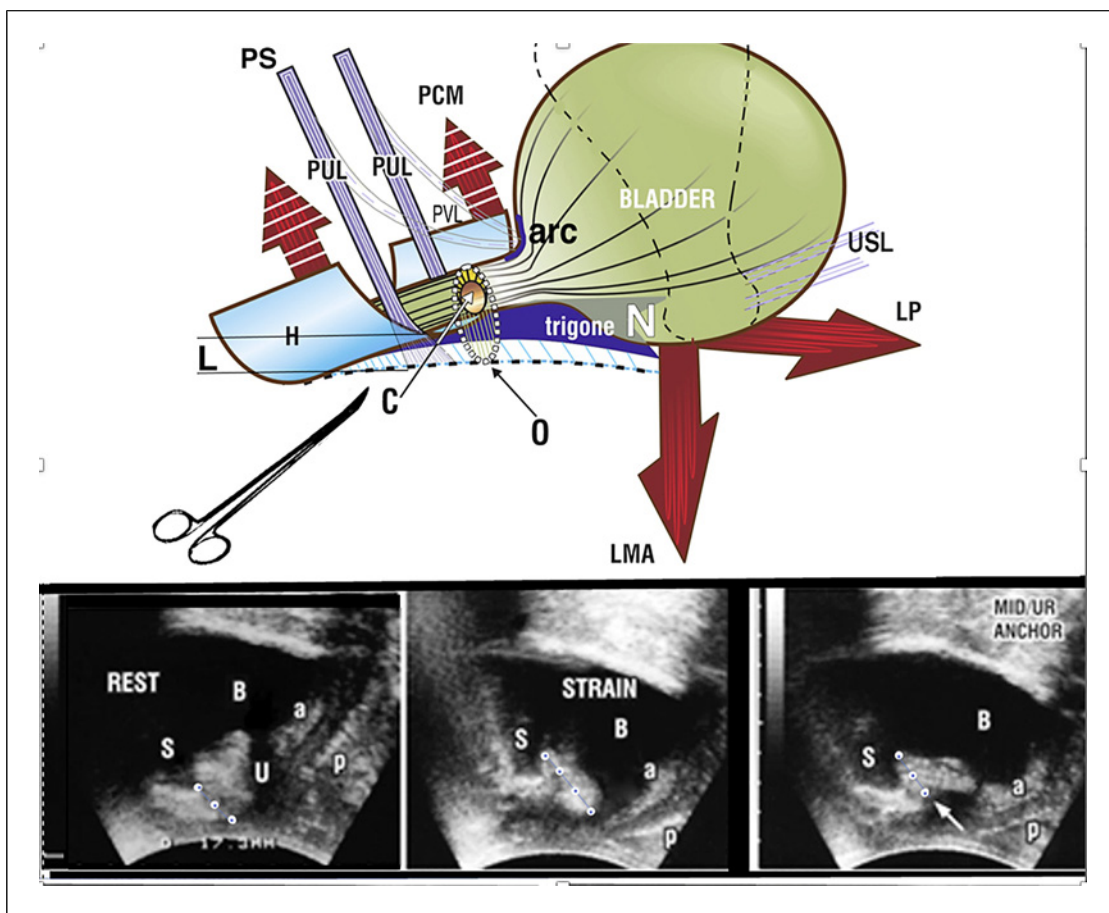 PS
PCM
PUL
PUL
PVL
arc
BLADDER
USL
H
trigone N
LP
L
C
O
LMA
REST
B
S
a
U
p
D 17.3MM
STRAIN
S
B
a
p
MID/UR
ANCHOR
B
S
a
p